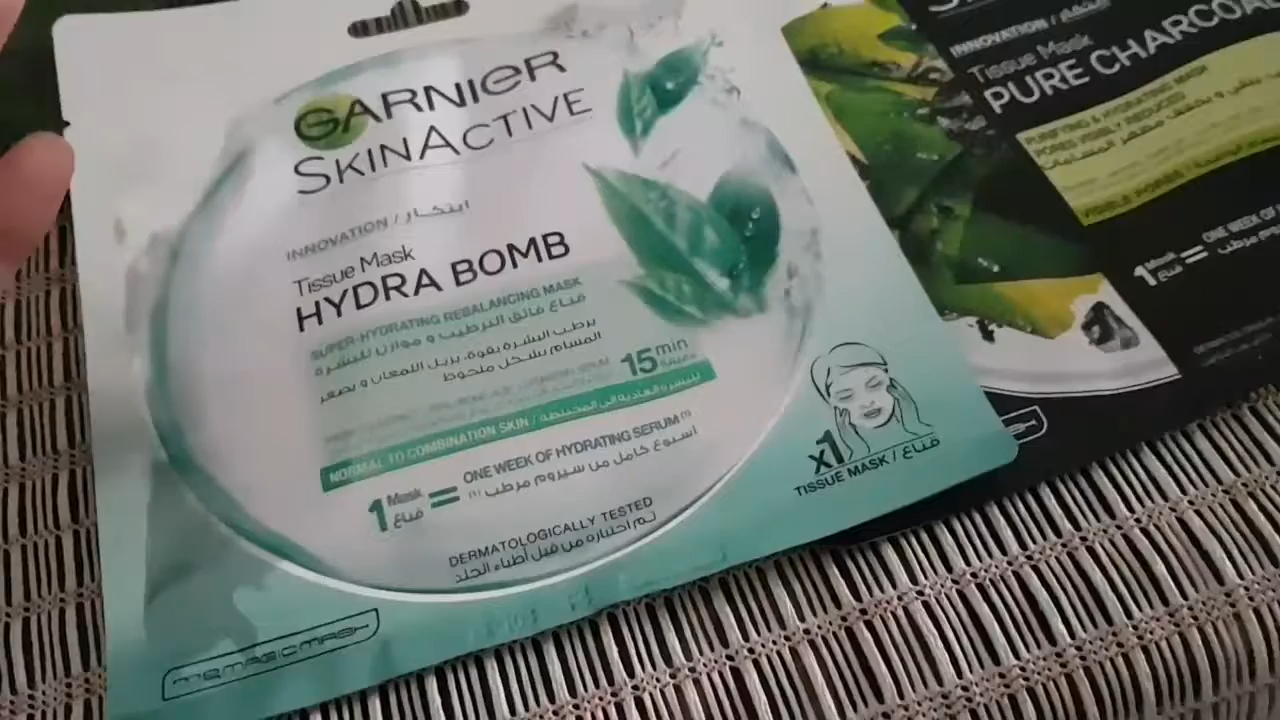 GARNIER
SKINACTIVE
INNOVATION / ابتكار
Tissue Mask
HYDRA BOMB
SUPER-HYDRATING REBALANCING MASK
قناع فائق الترطيب و موازن للبشرة
يرطب البشرة بقوة، يزيل اللمعان و يصغر
المسام بشكل ملحوظ
15 min
دقيقة
NORMAL TO COMBINATION SKIN / للبشرة العادية إلى المختلطة
1 Mask = ONE WEEK OF HYDRATING SERUM (1)
قناع أسبوع كامل من سيروم مرطب (1)
DERMATOLOGICALLY TESTED
تم اختباره من قبل أطباء الجلد
x1
TISSUE MASK / قناع
INNOVATION / ابتكار
Tissue Mask
PURE CHARCOAL
PURIFYING & HYDRATING MASK
PORES VISIBLY REDUCED
1 Mask = ONE WEEK OF
قناع